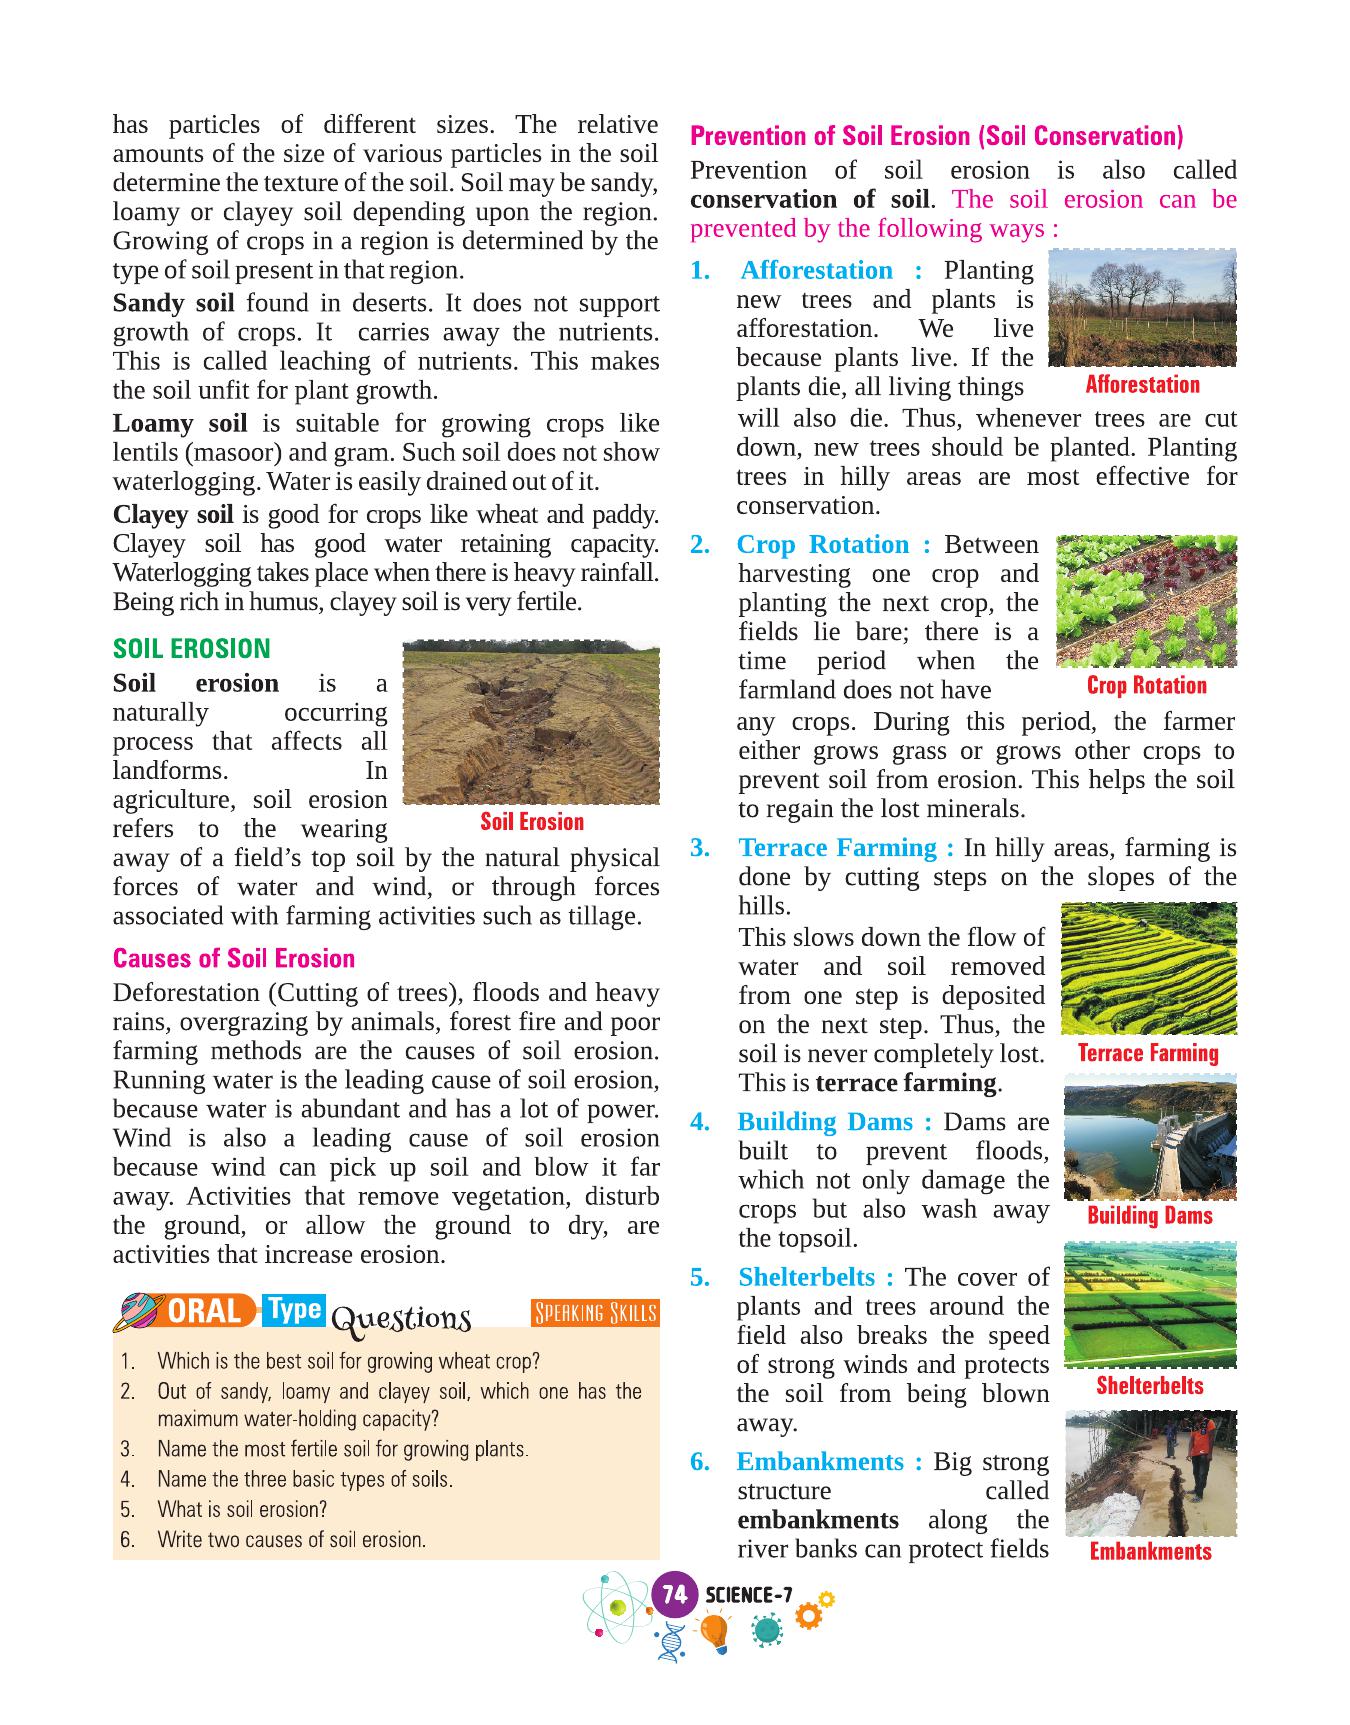 has particles of different sizes. The relative
amounts of the size of various particles in the soil
determine the texture of the soil. Soil may be sandy,
loamy or clayey soil depending upon the region.
Growing of crops in a region is determined by the
type of soil present in that region.
Sandy soil found in deserts. It does not support
growth of crops. It carries away the nutrients.
This is called leaching of nutrients. This makes
the soil unfit for plant growth.
Loamy soil is suitable for growing crops like
lentils (masoor) and gram. Such soil does not show
waterlogging. Water is easily drained out of it.
Clayey soil is good for crops like wheat and paddy.
Clayey soil has good water retaining capacity.
Waterlogging takes place when there is heavy rainfall.
Being rich in humus, clayey soil is very fertile.
SOIL EROSION
Soil erosion is a
naturally occurring
process that affects all
landforms. In
agriculture, soil erosion
refers to the wearing
Soil Erosion
away of a field's top soil by the natural physical
forces of water and wind, or through forces
associated with farming activities such as tillage.
Causes of Soil Erosion
Deforestation (Cutting of trees), floods and heavy
rains, overgrazing by animals, forest fire and poor
farming methods are the causes of soil erosion.
Running water is the leading cause of soil erosion,
because water is abundant and has a lot of power.
Wind is also a leading cause of soil erosion
because wind can pick up soil and blow it far
away. Activities that remove vegetation, disturb
the ground, or allow the ground to dry, are
activities that increase erosion.
ORAL Type Questions SPEAKING SKILLS
1. Which is the best soil for growing wheat crop?
2. Out of sandy, loamy and clayey soil, which one has the
maximum water-holding capacity?
3. Name the most fertile soil for growing plants.
4. Name the three basic types of soils.
5. What is soil erosion?
6. Write two causes of soil erosion.
Prevention of Soil Erosion (Soil Conservation)
Prevention of soil erosion is also called
conservation of soil. The soil erosion can be
prevented by the following ways :
1. Afforestation : Planting
new trees and plants is
afforestation. We live
because plants live. If the
plants die, all living things
Afforestation
will also die. Thus, whenever trees are cut
down, new trees should be planted. Planting
trees in hilly areas are most effective for
conservation.
2. Crop Rotation : Between
harvesting one crop and
planting the next crop, the
fields lie bare; there is a
time period when the
farmland does not have
Crop Rotation
any crops. During this period, the farmer
either grows grass or grows other crops to
prevent soil from erosion. This helps the soil
to regain the lost minerals.
3. Terrace Farming : In hilly areas, farming is
done by cutting steps on the slopes of the
hills.
This slows down the flow of
water and soil removed
from one step is deposited
on the next step. Thus, the
soil is never completely lost.
This is terrace farming.
Terrace Farming
4. Building Dams : Dams are
built to prevent floods,
which not only damage the
crops but also wash away
the topsoil.
Building Dams
5. Shelterbelts : The cover of
plants and trees around the
field also breaks the speed
of strong winds and protects
the soil from being blown
away.
Shelterbelts
6. Embankments : Big strong
structure called
embankments along the
river banks can protect fields
Embankments
74 SCIENCE-7